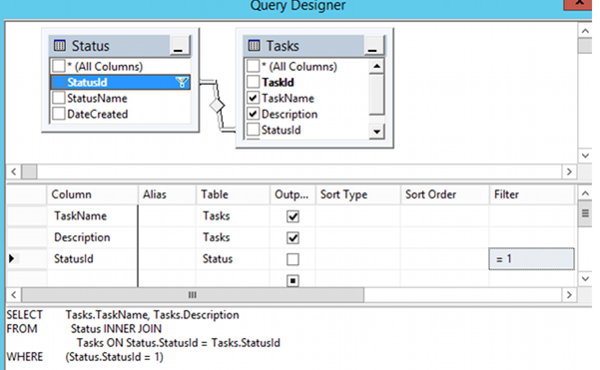 Query Designer
Status
* (All Columns)
StatusId
StatusName
DateCreated
Tasks
* (All Columns)
TaskId
TaskName
Description
StatusId
Column Alias Table Outp... Sort Type Sort Order Filter
TaskName Tasks
Description Tasks
StatusId Status = 1
SELECT Tasks.TaskName, Tasks.Description
FROM Status INNER JOIN
Tasks ON Status.StatusId = Tasks.StatusId
WHERE (Status.StatusId = 1)